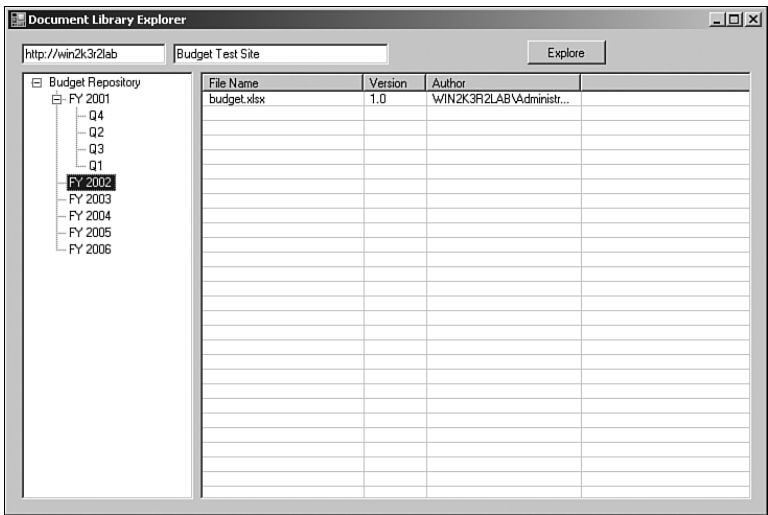 Document Library Explorer
http://win2k3r2lab
Budget Test Site
Explore
Budget Repository
FY 2001
Q4
Q2
Q3
Q1
FY 2002
FY 2003
FY 2004
FY 2005
FY 2006
File Name Version Author
budget.xlsx 1.0 WIN2K3R2LAB\Administr...